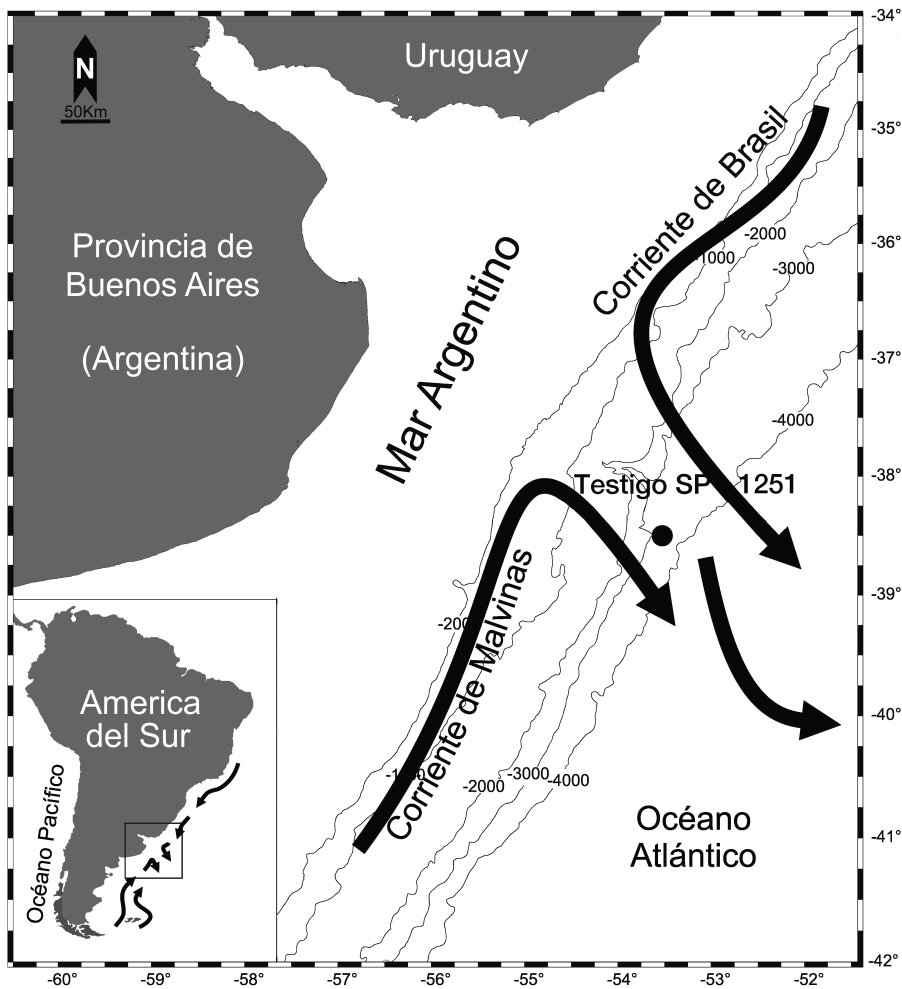 -34°
Uruguay
N
50Km
-35°
Corriente de Brasil
-2000
-36°
Provincia de
Buenos Aires
-1000
-3000
Mar Argentino
(Argentina)
-37°
-4000
-38°
Testigo SP 1251
-39°
Corriente de Malvinas
America
del Sur
-40°
-3000
-2000
-4000
Océano Pacífico
Océano
Atlántico
-41°
-42°
-60°
-59°
-58°
-57°
-56°
-55°
-54°
-53°
-52°